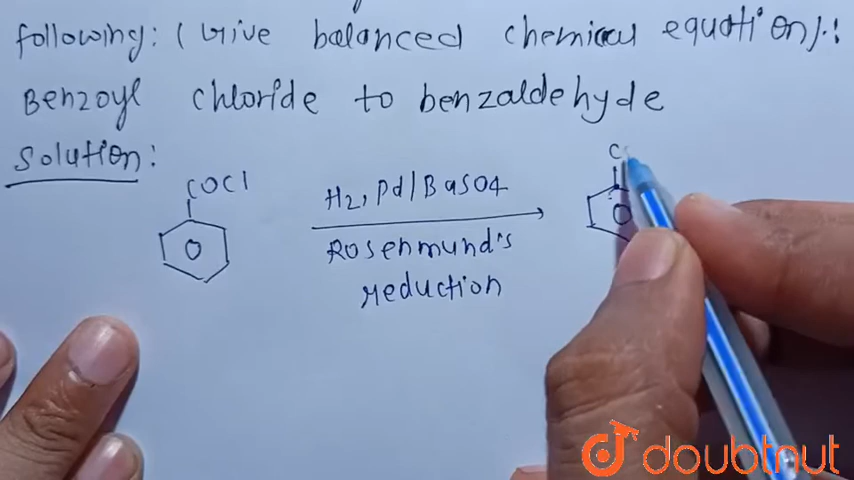 following: (Give balanced chemical equation).:
Benzoyl chloride to benzaldehyde
Solution:
COCl
H2, Pd/BaSO4
Rosenmund's
reduction
C
doubtnut